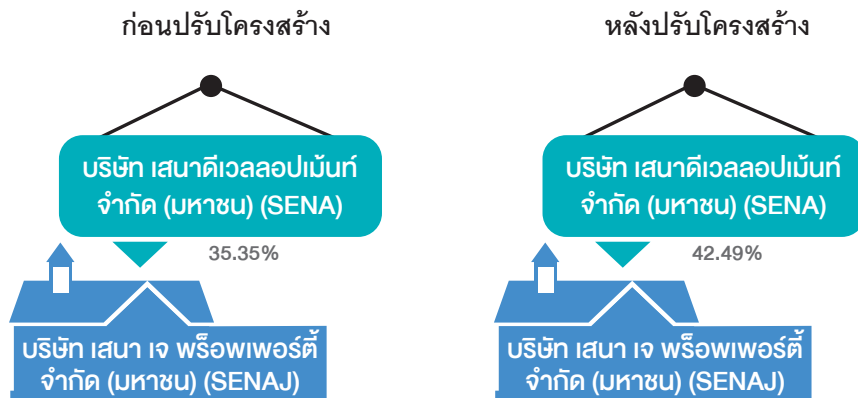 ก่อนปรับโครงสร้าง
บริษัท เสนาดีเวลลอปเม้นท์
จำกัด (มหาชน) (SENA)
35.35%
บริษัท เสนา เจ พร็อพเพอร์ตี้
จำกัด (มหาชน) (SENAJ)
หลังปรับโครงสร้าง
บริษัท เสนาดีเวลลอปเม้นท์
จำกัด (มหาชน) (SENA)
42.49%
บริษัท เสนา เจ พร็อพเพอร์ตี้
จำกัด (มหาชน) (SENAJ)